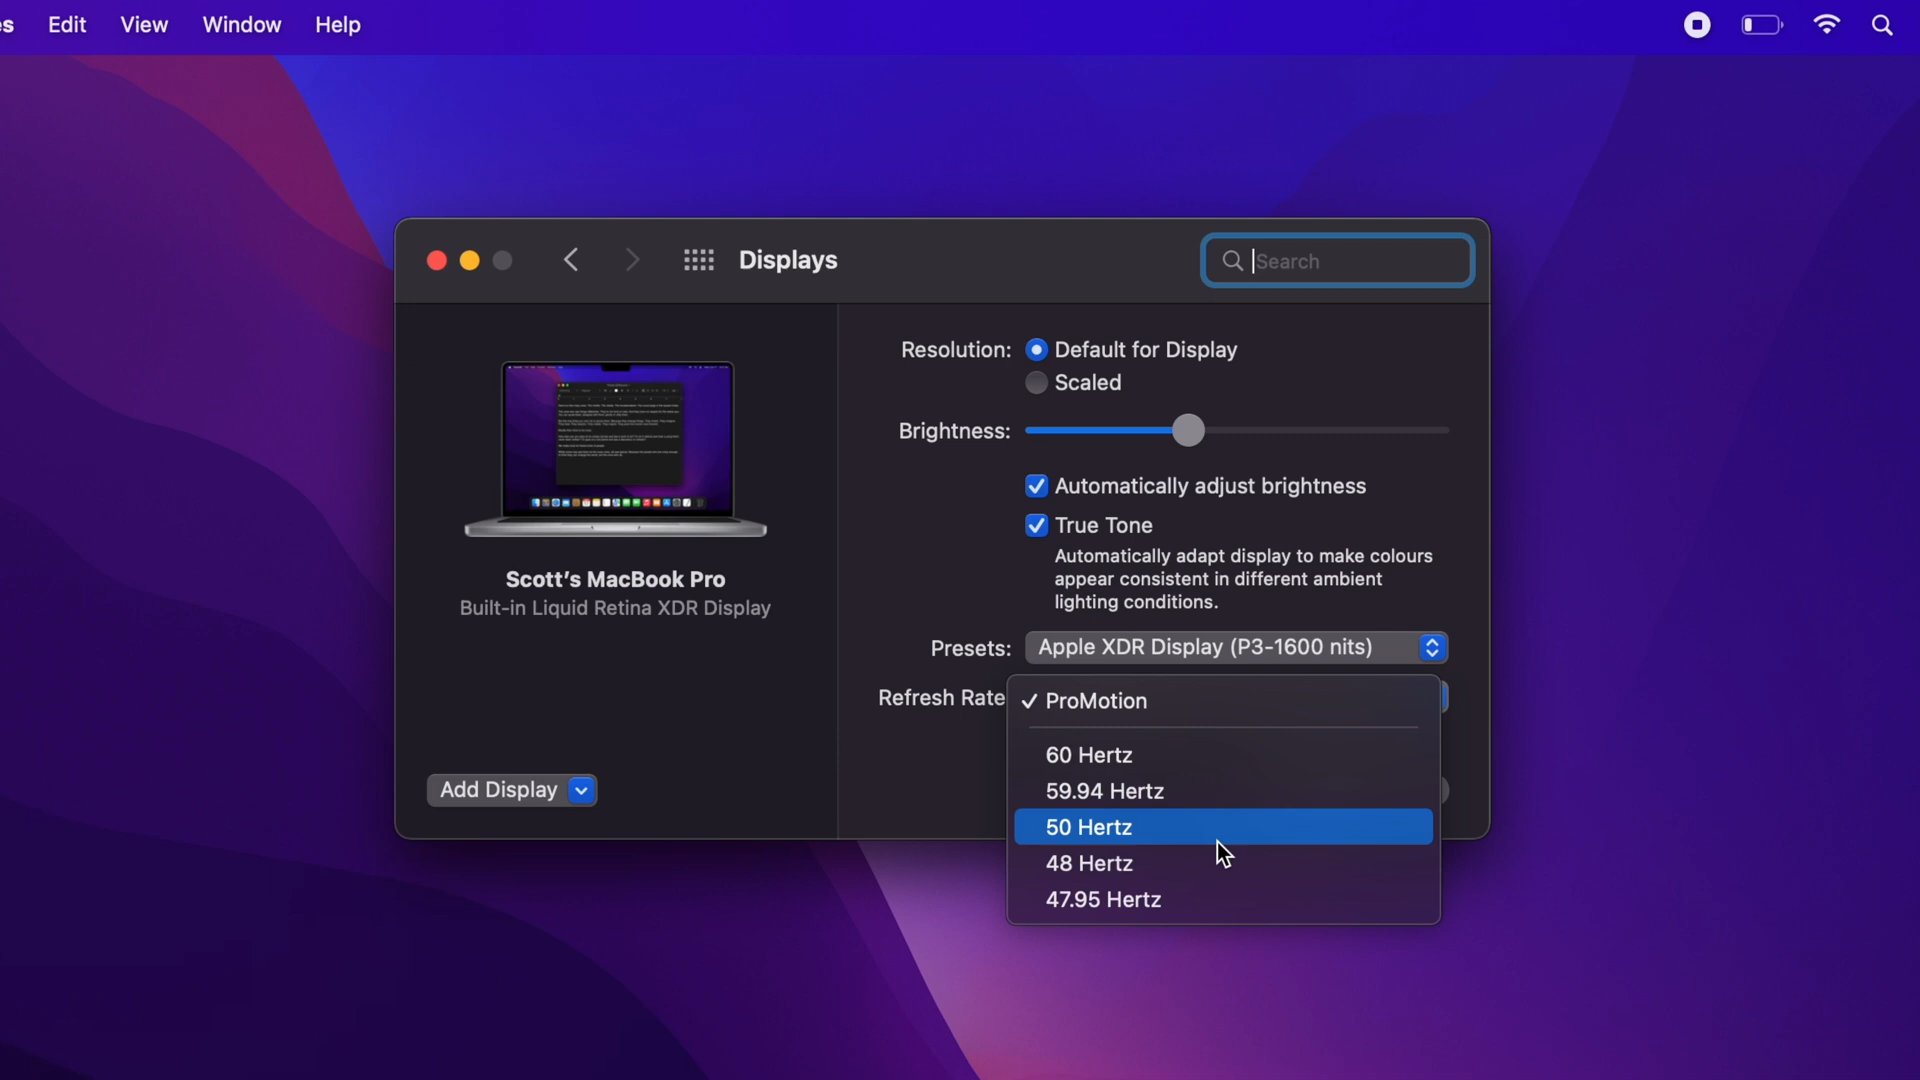 es Edit View Window Help
Displays
Search
Resolution: Default for Display
Scaled
Brightness:
Automatically adjust brightness
True Tone
Automatically adapt display to make colours
appear consistent in different ambient
lighting conditions.
Scott's MacBook Pro
Built-in Liquid Retina XDR Display
Presets: Apple XDR Display (P3-1600 nits)
Refresh Rate
✓ ProMotion
60 Hertz
59.94 Hertz
50 Hertz
48 Hertz
47.95 Hertz
Add Display